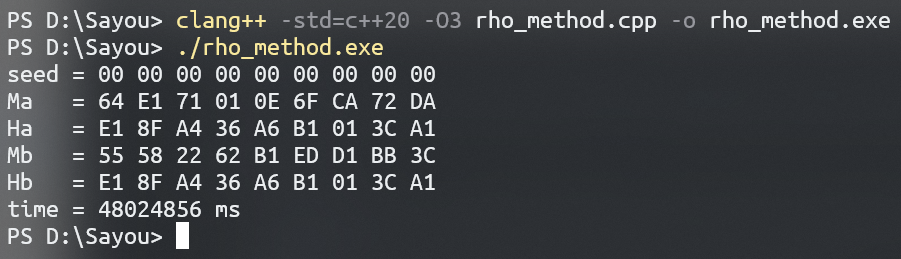 PS D:\Sayou> clang++ -std=c++20 -O3 rho_method.cpp -o rho_method.exe
PS D:\Sayou> ./rho_method.exe
seed = 00 00 00 00 00 00 00 00 00
Ma   = 64 E1 71 01 0E 6F CA 72 DA
Ha   = E1 8F A4 36 A6 B1 01 3C A1
Mb   = 55 58 22 62 B1 ED D1 BB 3C
Hb   = E1 8F A4 36 A6 B1 01 3C A1
time = 48024856 ms
PS D:\Sayou>